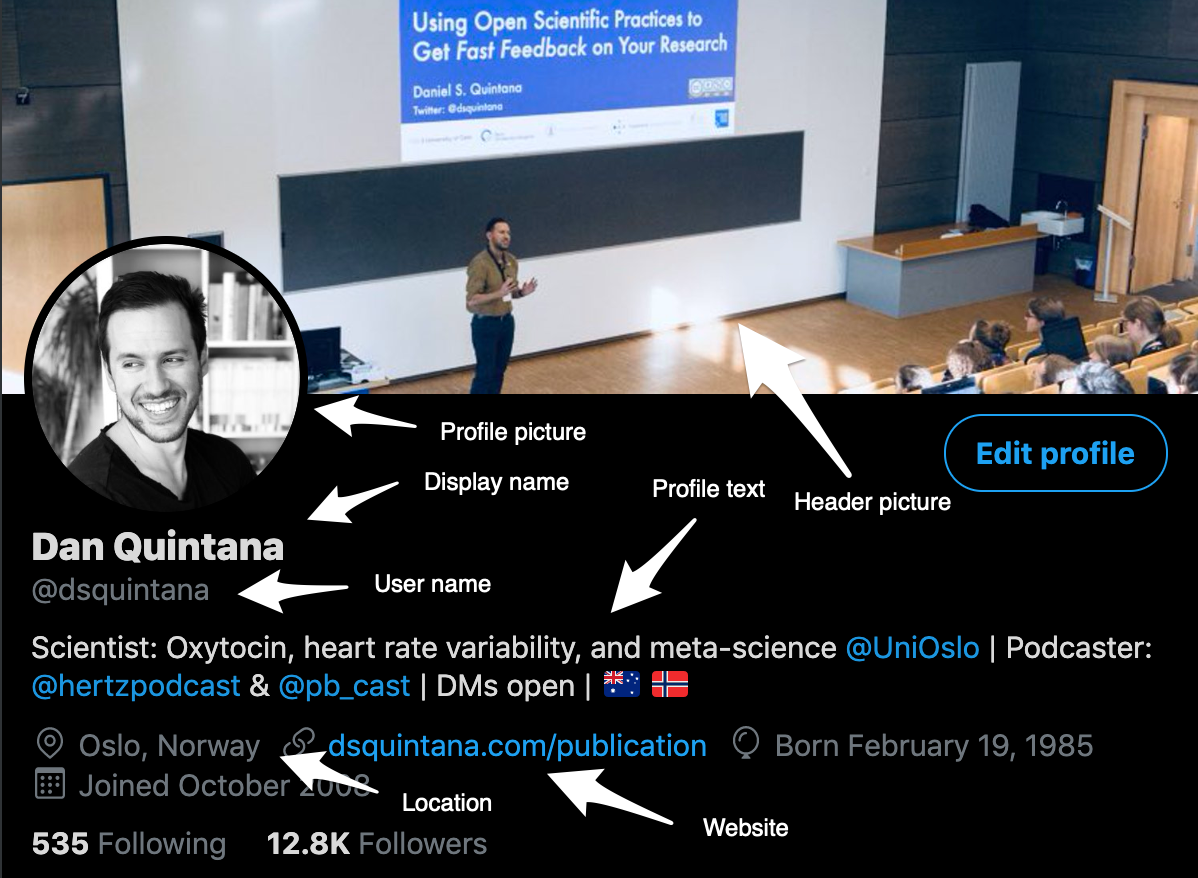 Using Open Scientific Practices to
Get Fast Feedback on Your Research
Daniel S. Quintana
Twitter: @dsquintana
Profile picture
Display name
Profile text
Header picture
Edit profile
Dan Quintana
@dsquintana
User name
Scientist: Oxytocin, heart rate variability, and meta-science @UniOslo | Podcaster:
@hertzpodcast & @pb_cast | DMs open |
Oslo, Norway dsquintana.com/publication Born February 19, 1985
Joined October 2008
Location
Website
535 Following 12.8K Followers